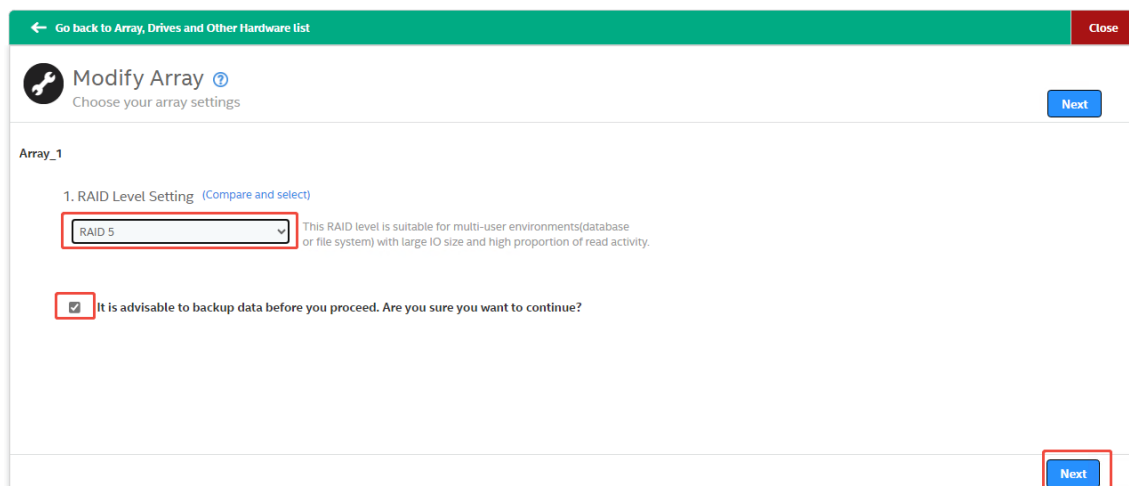 Go back to Array, Drives and Other Hardware list
Close
Modify Array ?
Choose your array settings
Next
Array_1
1. RAID Level Setting (Compare and select)
RAID 5
This RAID level is suitable for multi-user environments(database
or file system) with large IO size and high proportion of read activity.
It is advisable to backup data before you proceed. Are you sure you want to continue?
Next